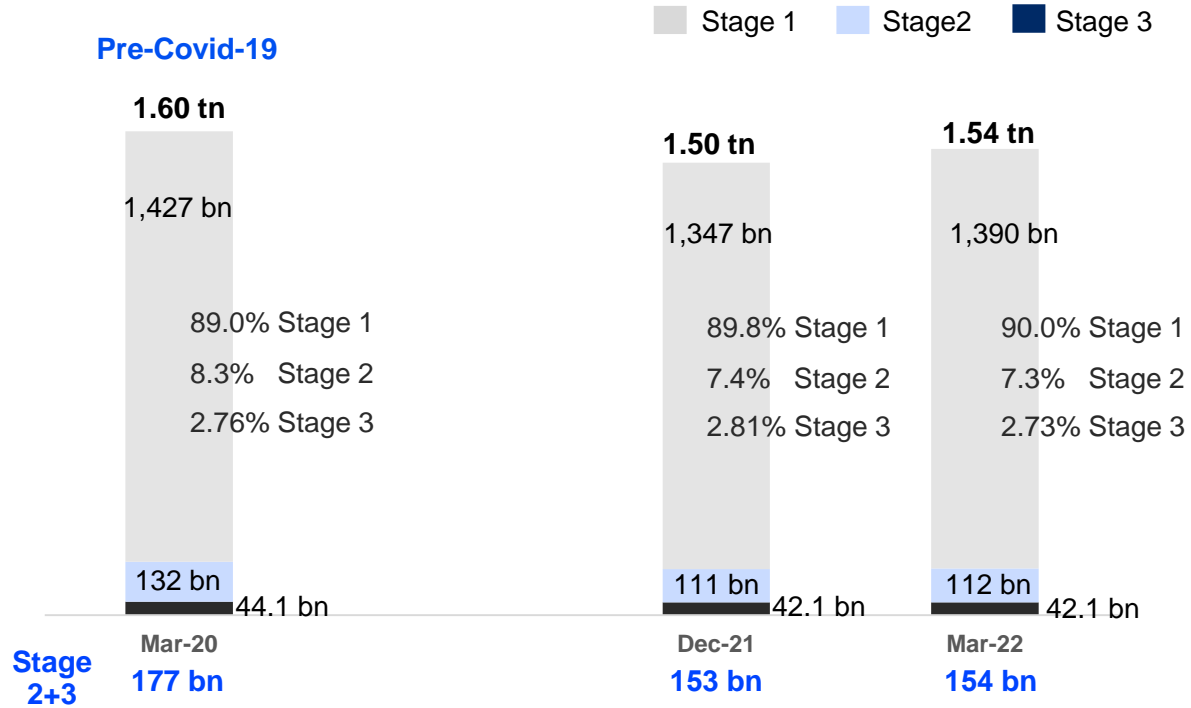 Stage 1 Stage2 Stage 3
Pre-Covid-19
1.60 tn
1.50 tn
1.54 tn
1,427 bn
1,347 bn
1,390 bn
89.0% Stage 1
8.3% Stage 2
2.76% Stage 3
89.8% Stage 1
7.4% Stage 2
2.81% Stage 3
90.0% Stage 1
7.3% Stage 2
2.73% Stage 3
132 bn
44.1 bn
111 bn
42.1 bn
112 bn
42.1 bn
Mar-20
Dec-21
Mar-22
Stage
2+3
177 bn
153 bn
154 bn